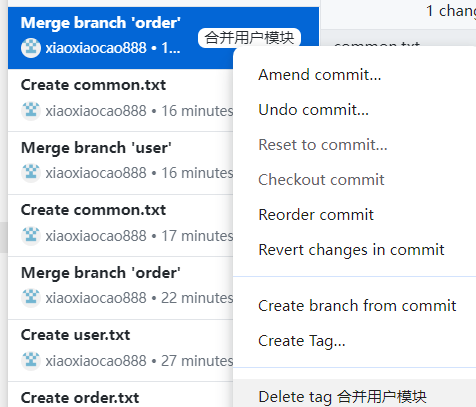 1 chang
Merge branch 'order'
xiaoxiaocao888 • 1...
合并用户模块
common.txt
Create common.txt
xiaoxiaocao888 • 16 minutes
Merge branch 'user'
xiaoxiaocao888 • 16 minutes
Create common.txt
xiaoxiaocao888 • 17 minutes
Merge branch 'order'
xiaoxiaocao888 • 22 minutes
Create user.txt
xiaoxiaocao888 • 27 minutes
Create order.txt
Amend commit...
Undo commit...
Reset to commit...
Checkout commit
Reorder commit
Revert changes in commit
Create branch from commit
Create Tag...
Delete tag 合并用户模块